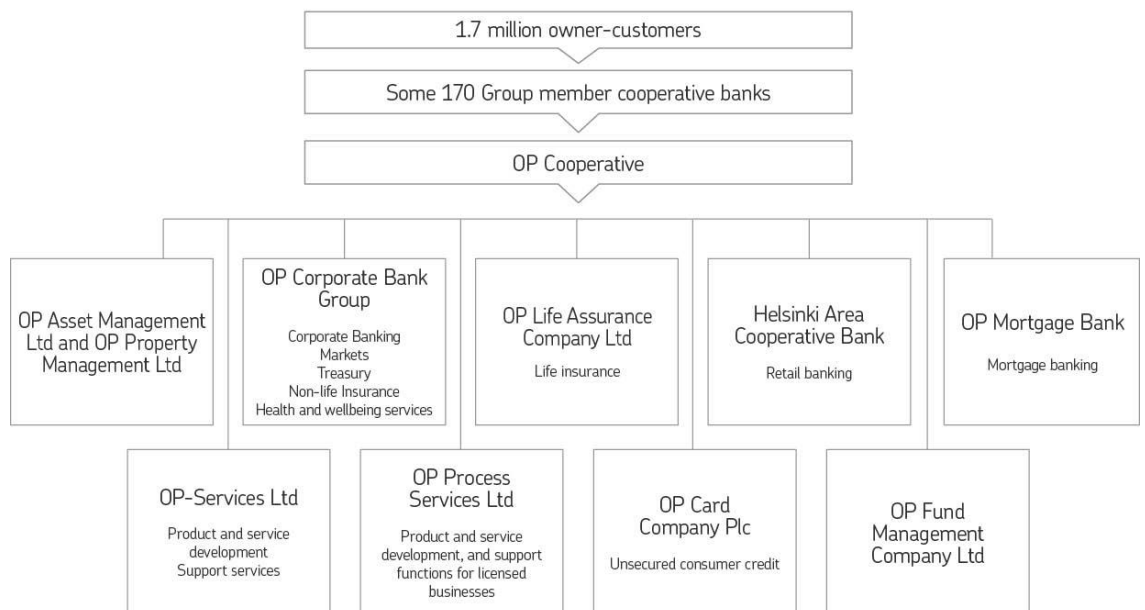 1.7 million owner-customers
Some 170 Group member cooperative banks
OP Cooperative
OP Asset Management
Ltd and OP Property
Management Ltd
OP Corporate Bank
Group
Corporate Banking
Markets
Treasury
Non-life Insurance
Health and wellbeing services
OP Life Assurance
Company Ltd
Life insurance
Helsinki Area
Cooperative Bank
Retail banking
OP Mortgage Bank
Mortgage banking
OP-Services Ltd
Product and service
development
Support services
OP Process
Services Ltd
Product and service
development, and support
functions for licensed
businesses
OP Card
Company Plc
Unsecured consumer credit
OP Fund
Management
Company Ltd